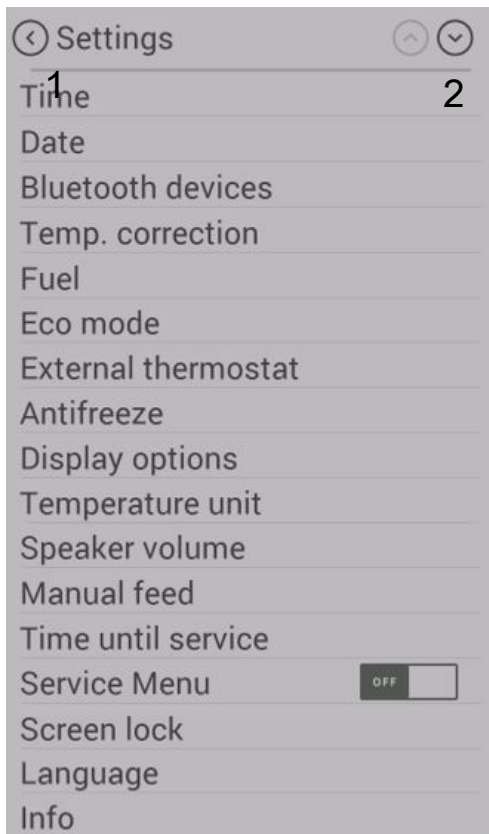 Settings
1
2
Time
Date
Bluetooth devices
Temp. correction
Fuel
Eco mode
External thermostat
Antifreeze
Display options
Temperature unit
Speaker volume
Manual feed
Time until service
Service Menu OFF
Screen lock
Language
Info